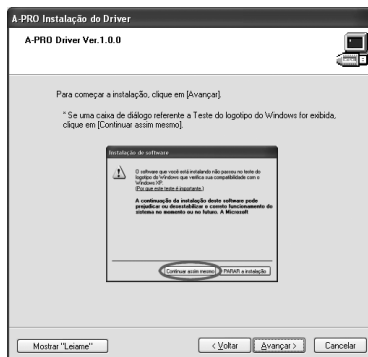 A-PRO Instalação do Driver
A-PRO Driver Ver.1.0.0
Para começar a instalação, clique em [Avançar].
* Se uma caixa de diálogo referente a Teste do logotipo do Windows for exibida,
clique em [Continuar assim mesmo].
Instalação de software
O software que você está instalando não passou no teste do
logotipo do Windows que verifica sua compatibilidade com o
Windows XP.
(Por que este teste é importante.)
A continuação da instalação deste software pode
prejudicar ou desestabilizar o correto funcionamento do
sistema no momento ou no futuro. A Microsoft
Continuar assim mesmo
PARAR a instalação
Mostrar "Leiame"
< Voltar
Avançar >
Cancelar